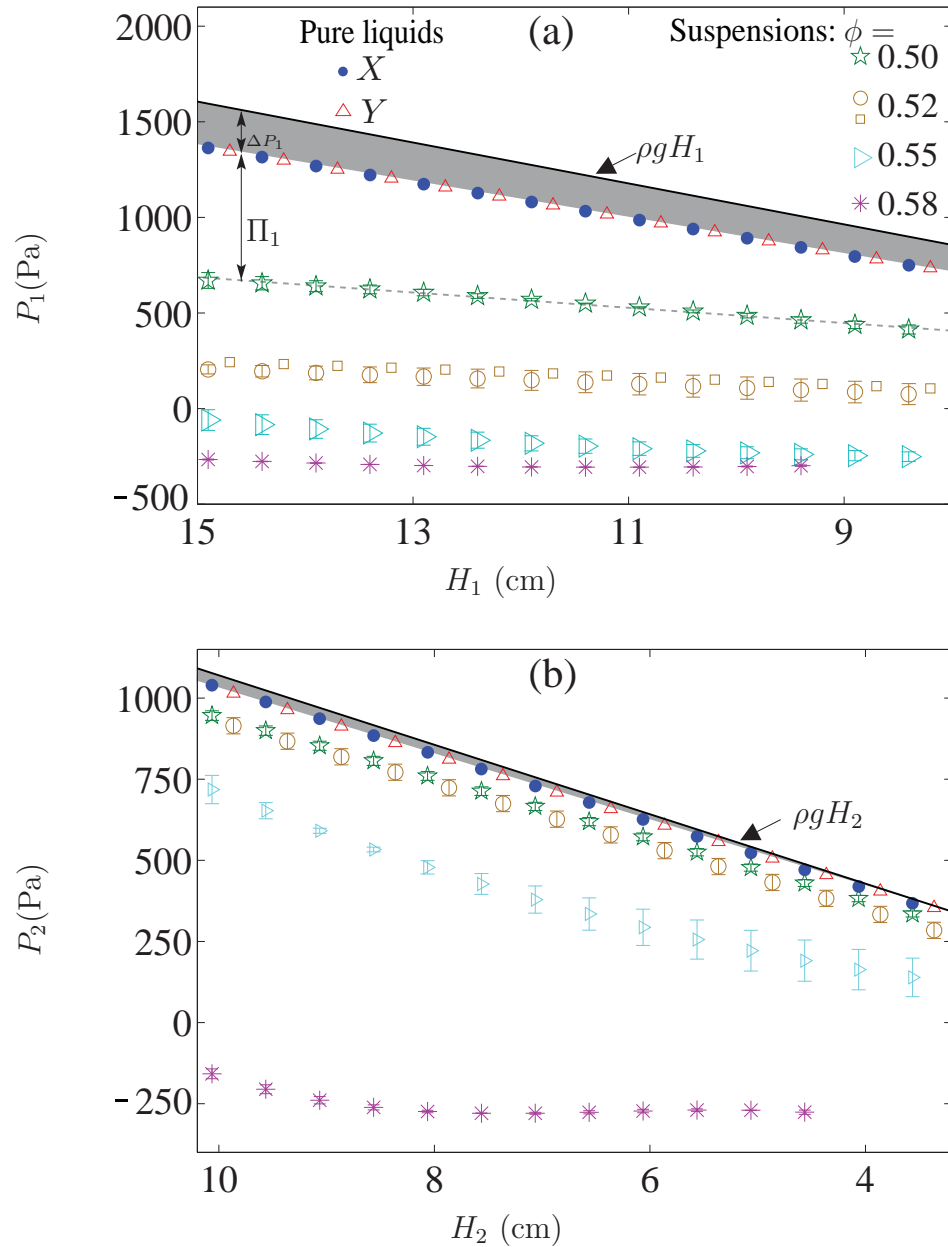 (a)
Pure liquids
X
Y
Suspensions: ϕ =
0.50
0.52
0.55
0.58
2000
1500
1000
500
0
-500
ΔP₁
Π₁
ρgH₁
P₁(Pa)
15 13 11 9
H₁ (cm)
(b)
1000
750
500
250
0
-250
ρgH₂
P₂(Pa)
10 8 6 4
H₂ (cm)